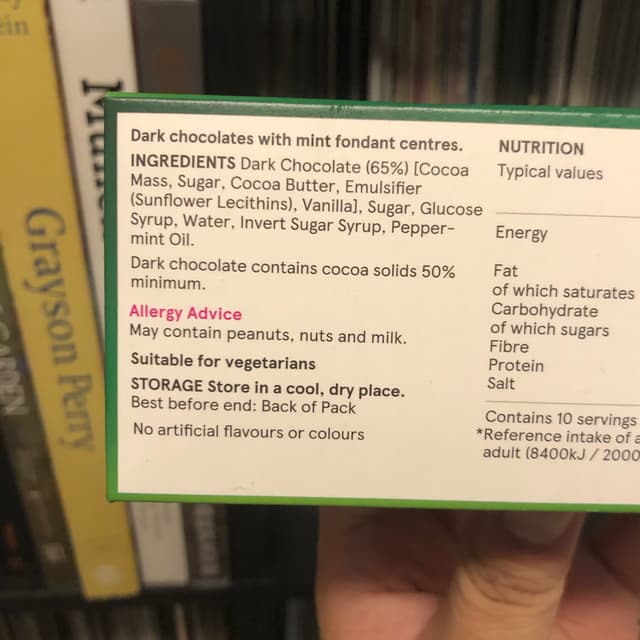 Dark chocolates with mint fondant centres.
INGREDIENTS Dark Chocolate (65%) [Cocoa
Mass, Sugar, Cocoa Butter, Emulsifier
(Sunflower Lecithins), Vanilla], Sugar, Glucose
Syrup, Water, Invert Sugar Syrup, Pepper-
mint Oil.
Dark chocolate contains cocoa solids 50%
minimum.
Allergy Advice
May contain peanuts, nuts and milk.
Suitable for vegetarians
STORAGE Store in a cool, dry place.
Best before end: Back of Pack
No artificial flavours or colours
NUTRITION
Typical values
Energy
Fat
of which saturates
Carbohydrate
of which sugars
Fibre
Protein
Salt
Contains 10 servings
*Reference intake of a
adult (8400kJ / 2000
Grayson Perry